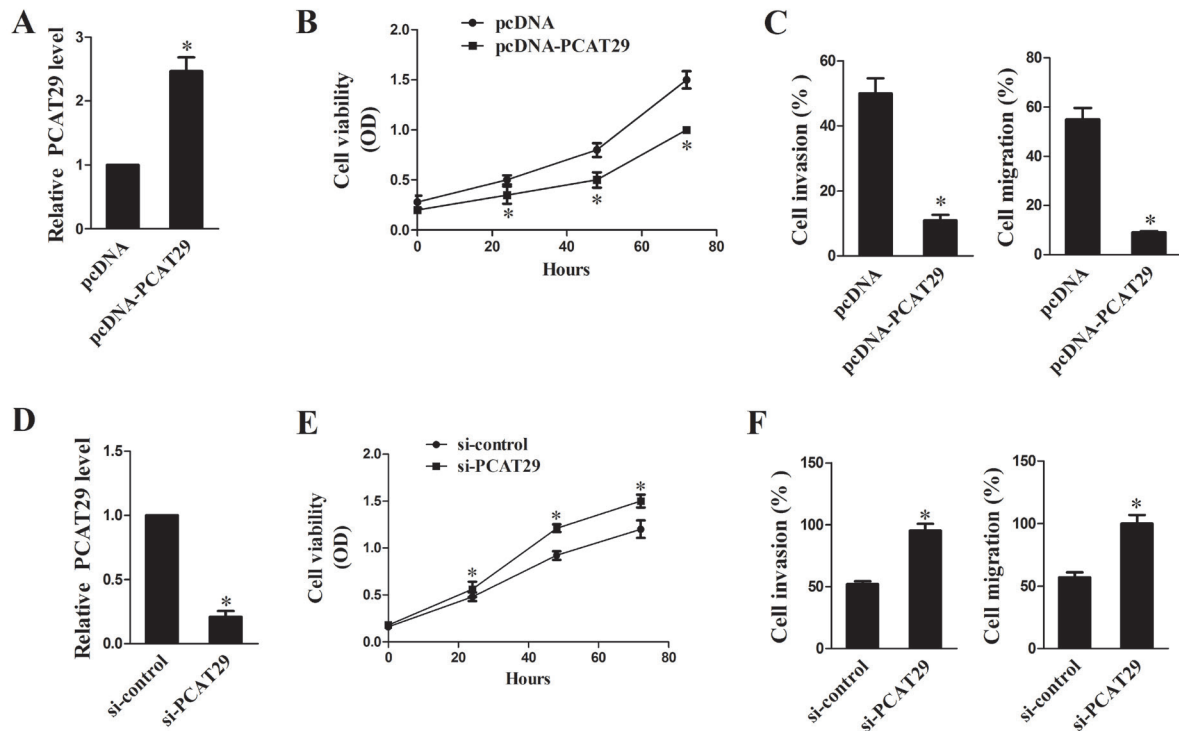 A
Relative PCAT29 level
3
2
1
0
*
pcDNA
pcDNA-PCAT29
B
pcDNA
pcDNA-PCAT29
Cell viability
(OD)
2.0
1.5
1.0
0.5
0.0
*
*
*
0
20
40
60
80
Hours
C
Cell invasion (% )
60
40
20
0
*
pcDNA
pcDNA-PCAT29
Cell migration (%)
80
60
40
20
0
*
pcDNA
pcDNA-PCAT29
D
Relative PCAT29 level
1.5
1.0
0.5
0.0
*
si-control
si-PCAT29
E
si-control
si-PCAT29
Cell viability
(OD)
2.0
1.5
1.0
0.5
0.0
*
*
*
0
20
40
60
80
Hours
F
Cell invasion (% )
150
100
50
0
*
si-control
si-PCAT29
Cell migration (%)
150
100
50
0
*
si-control
si-PCAT29